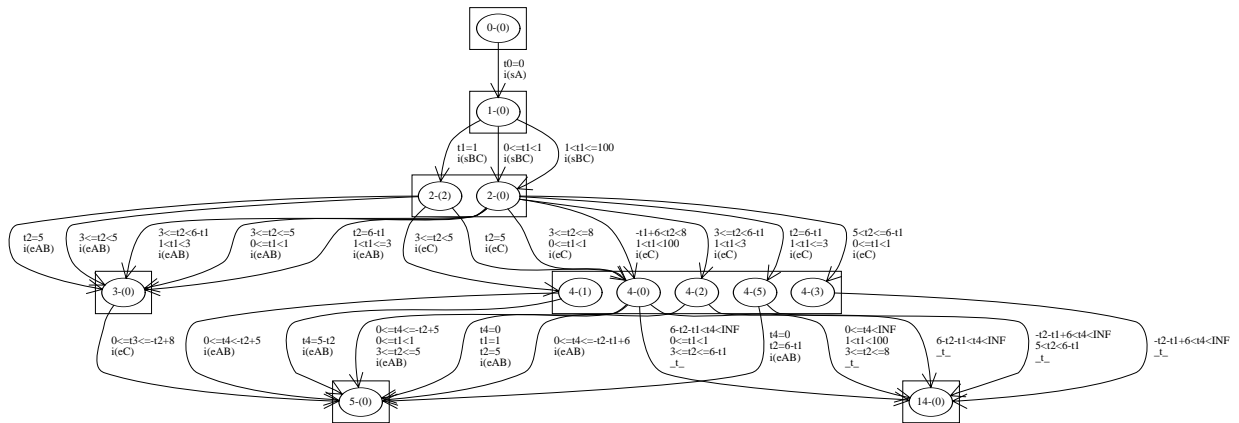 0-(0)
t0=0
i(sA)
1-(0)
t1=1
i(sBC)
0<=t1<1
i(sBC)
1<t1<=100
i(sBC)
2-(2)
2-(0)
t2=5
i(eAB)
3<=t2<5
i(eAB)
3<=t2<6-t1
1<t1<3
i(eAB)
3<=t2<=5
0<=t1<1
i(eAB)
t2=6-t1
1<t1<=3
i(eAB)
3<=t2<5
i(eC)
t2=5
i(eC)
3<=t2<=8
0<=t1<1
i(eC)
-t1+6<t2<8
1<t1<100
i(eC)
3<=t2<6-t1
1<t1<3
i(eC)
t2=6-t1
1<t1<=3
i(eC)
5<t2<=6-t1
0<=t1<1
i(eC)
3-(0)
4-(1)
4-(0)
4-(2)
4-(5)
4-(3)
0<=t3<=-t2+8
i(eC)
0<=t4<-t2+5
i(eAB)
t4=5-t2
i(eAB)
0<=t4<=-t2+5
0<=t1<1
3<=t2<=5
i(eAB)
t4=0
t1=1
t2=5
i(eAB)
0<=t4<=-t2-t1+6
i(eAB)
6-t2-t1<t4<INF
0<=t1<1
3<=t2<=6-t1
_t_
t4=0
t2=6-t1
i(eAB)
0<=t4<INF
1<t1<100
3<=t2<=8
_t_
6-t2-t1<t4<INF
_t_
-t2-t1+6<t4<INF
5<t2<6-t1
_t_
-t2-t1+6<t4<INF
_t_
5-(0)
14-(0)